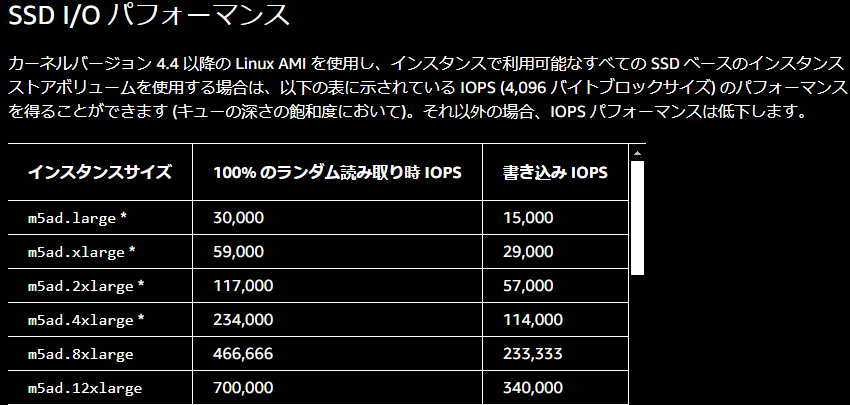 SSD I/O パフォーマンス
カーネルバージョン 4.4 以降の Linux AMI を使用し、インスタンスで利用可能なすべての SSD ベースのインスタンス
ストアボリュームを使用する場合は、以下の表に示されている IOPS (4,096 バイトブロックサイズ) のパフォーマンス
を得ることができます (キューの深さの飽和度において)。それ以外の場合、IOPS パフォーマンスは低下します。
インスタンスサイズ 100% のランダム読み取り時 IOPS 書き込み IOPS
m5ad.large * 30,000 15,000
m5ad.xlarge * 59,000 29,000
m5ad.2xlarge * 117,000 57,000
m5ad.4xlarge * 234,000 114,000
m5ad.8xlarge 466,666 233,333
m5ad.12xlarge 700,000 340,000